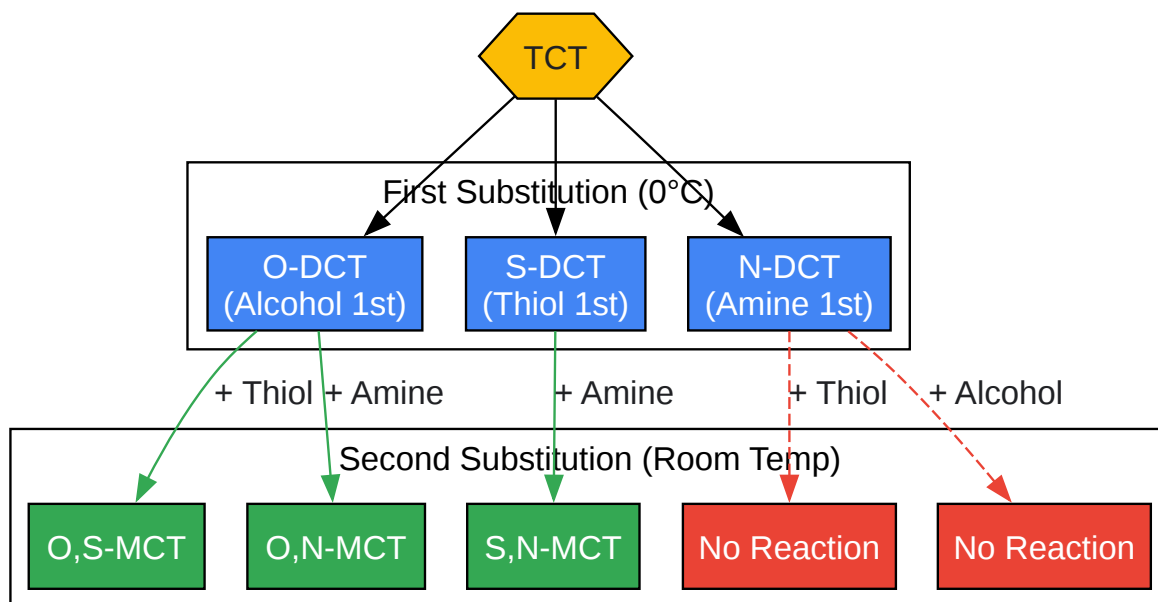 TCT
First Substitution (0°C)
O-DCT
(Alcohol 1st)
S-DCT
(Thiol 1st)
N-DCT
(Amine 1st)
+ Thiol
+ Amine
+ Amine
+ Thiol
+ Alcohol
Second Substitution (Room Temp)
O,S-MCT
O,N-MCT
S,N-MCT
No Reaction
No Reaction